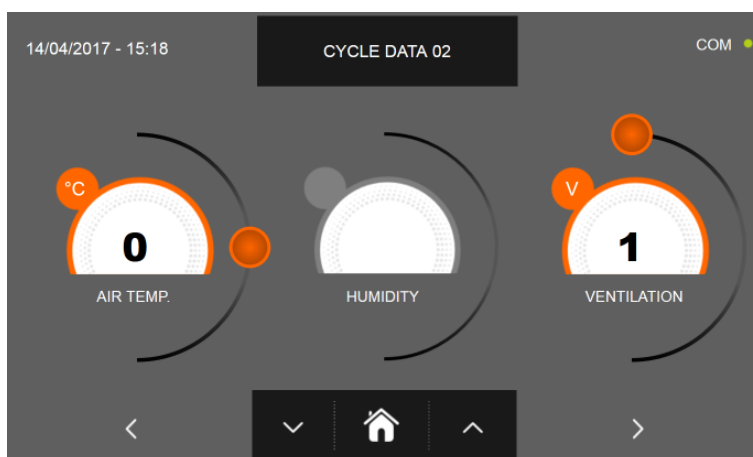 14/04/2017 - 15:18
CYCLE DATA 02
COM
°C
V
0
1
AIR TEMP.
HUMIDITY
VENTILATION